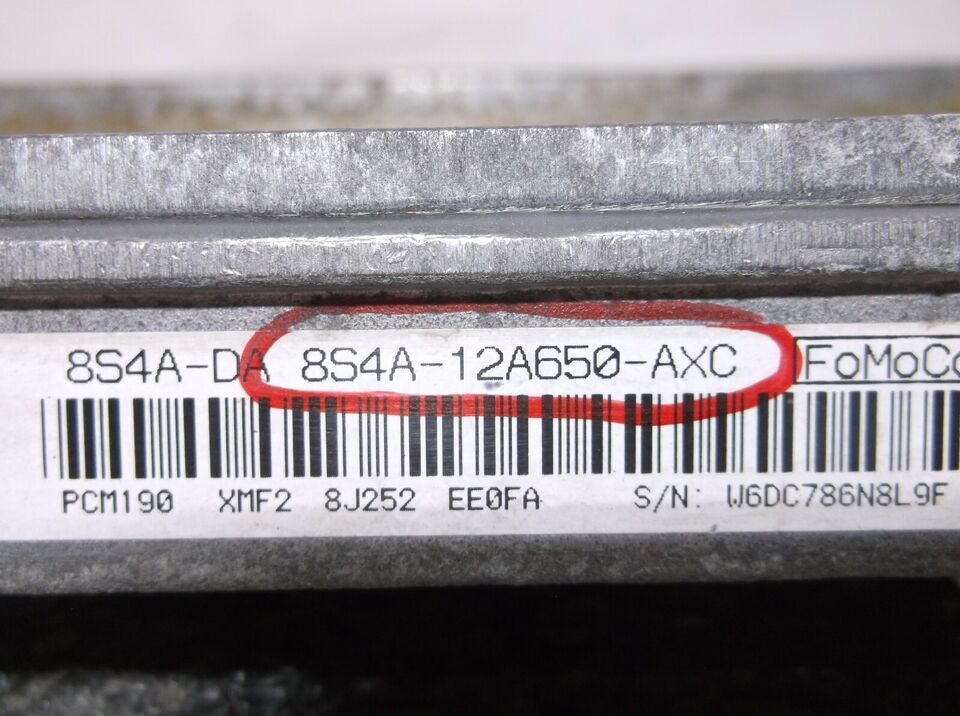 8S4A-DA 8S4A-12A650-AXC FoMoCo
PCM190 XMF2 8J252 EE0FA S/N: W6DC786N8L9F